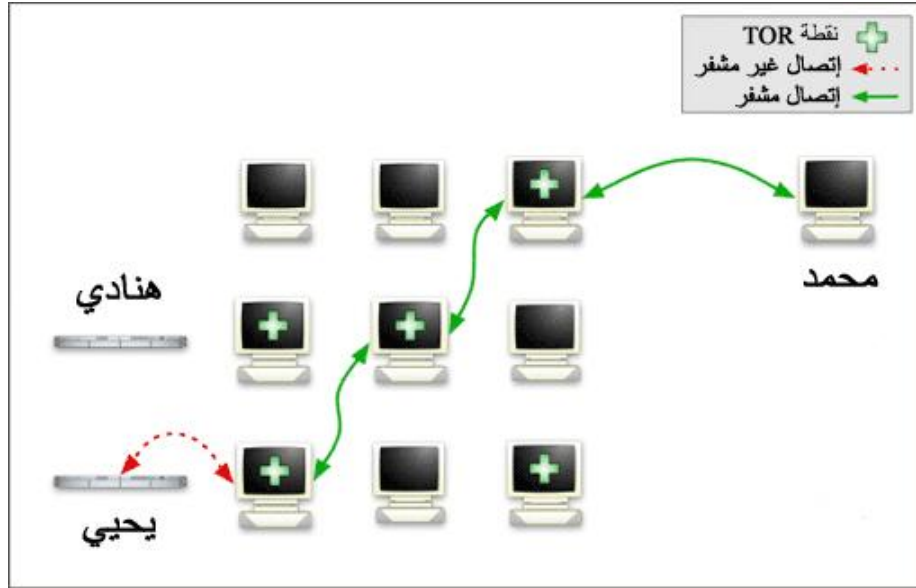 نقطة TOR
إتصال غير مشفر
إتصال مشفر
محمد
هنادي
يحيي